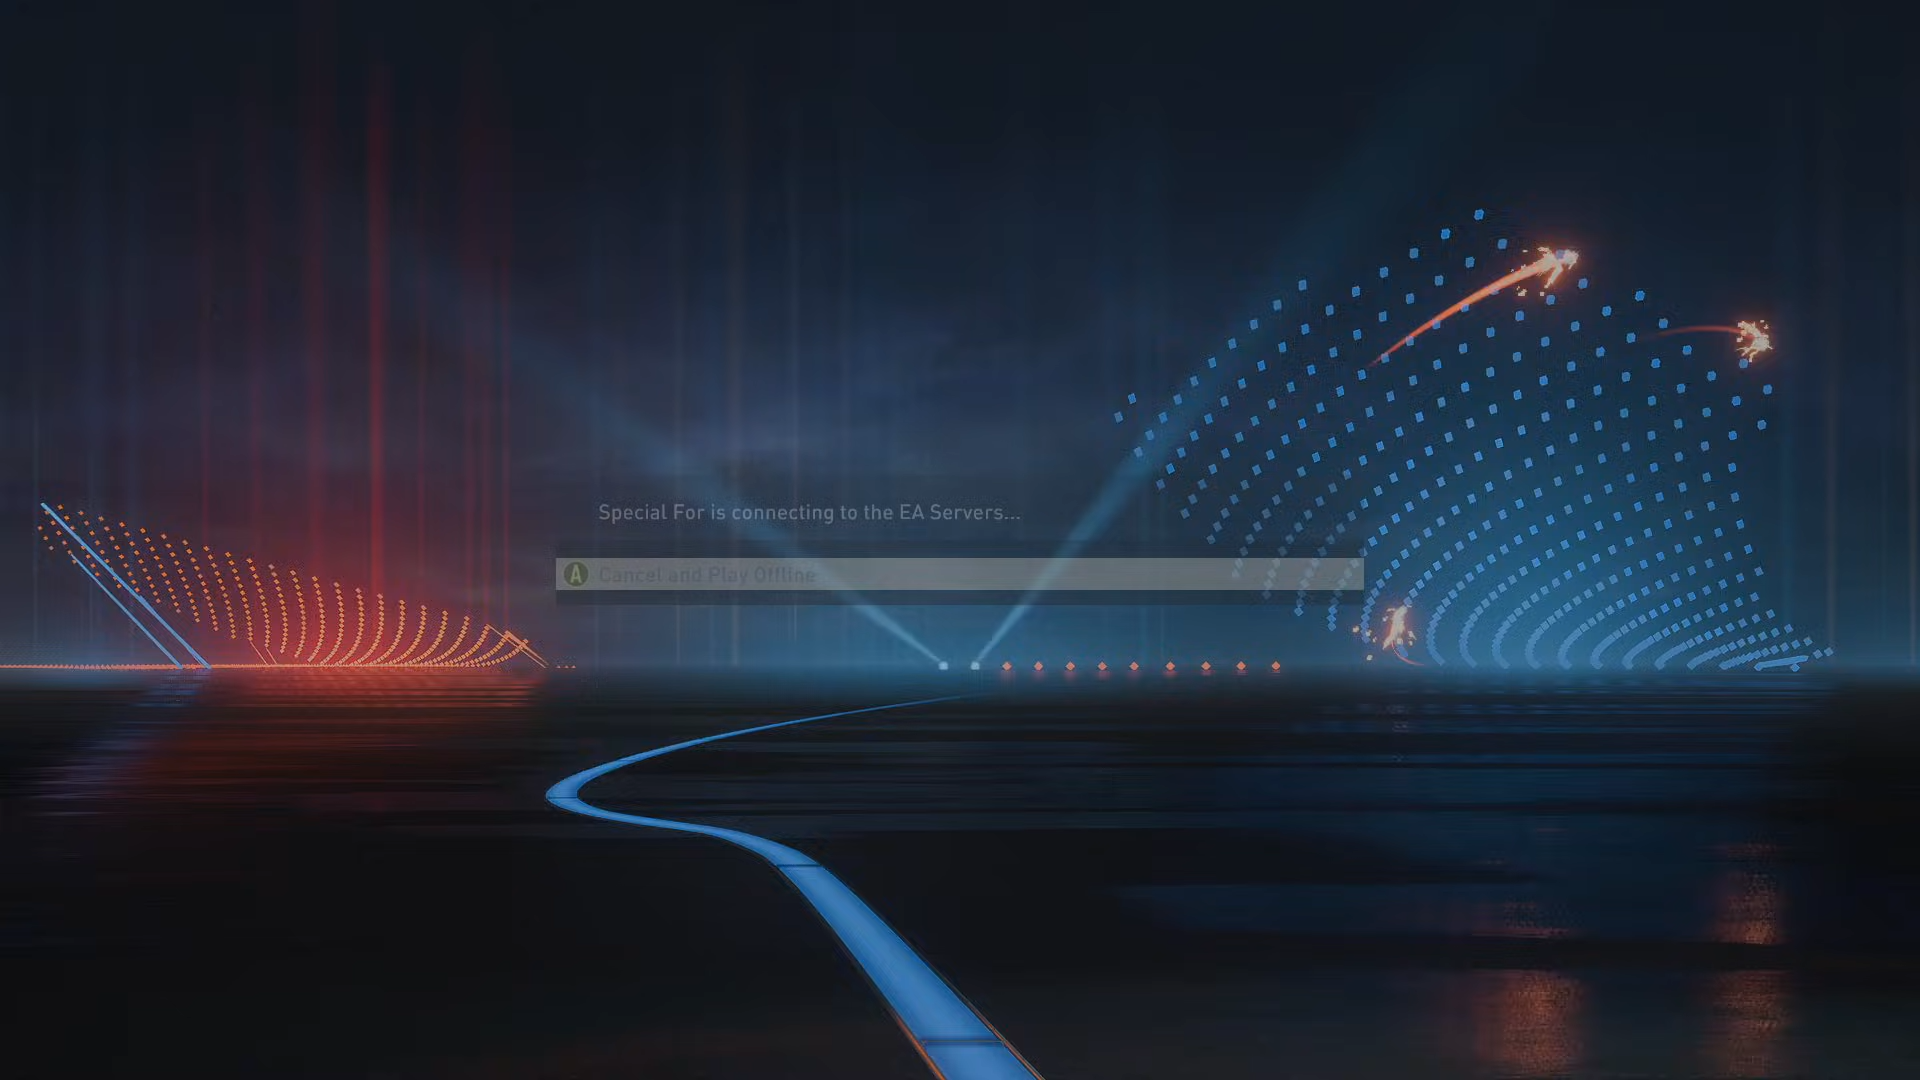 Special For is connecting to the EA Servers...
A Cancel and Play Offline